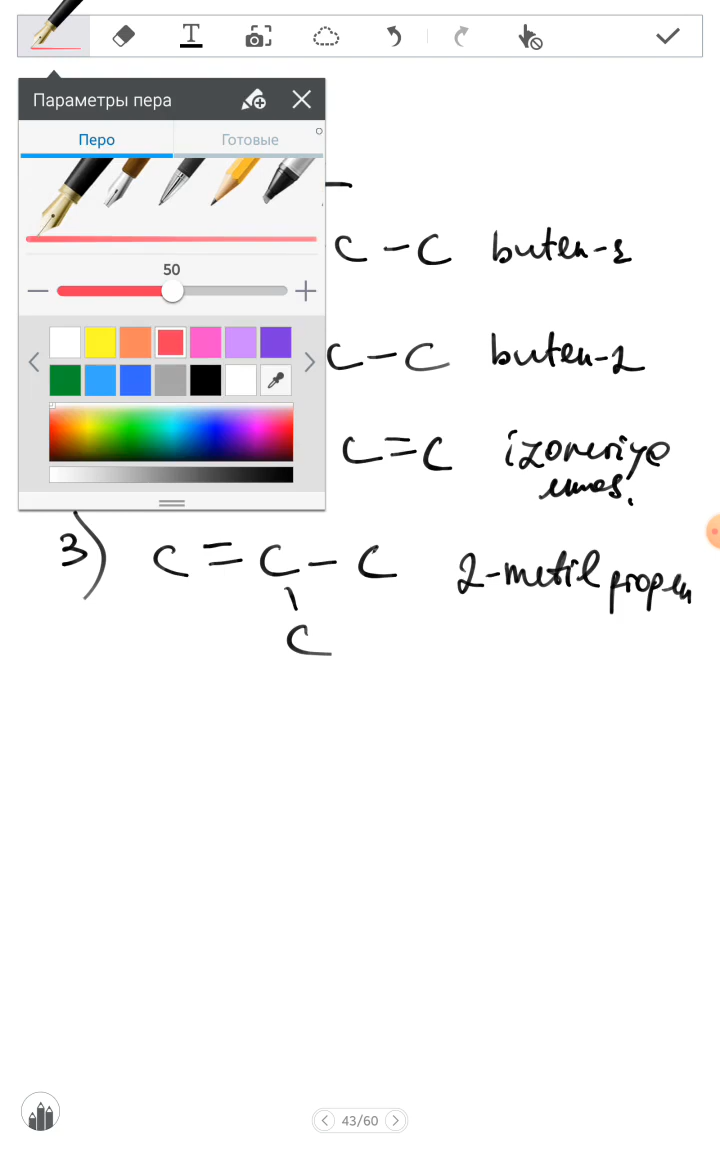 T
Параметры пера
Перо Готовые
50
C – C buten-1
C – C buten-2
C = C izomeriya
emas.
3) C = C – C 2-metil propen
C
43/60